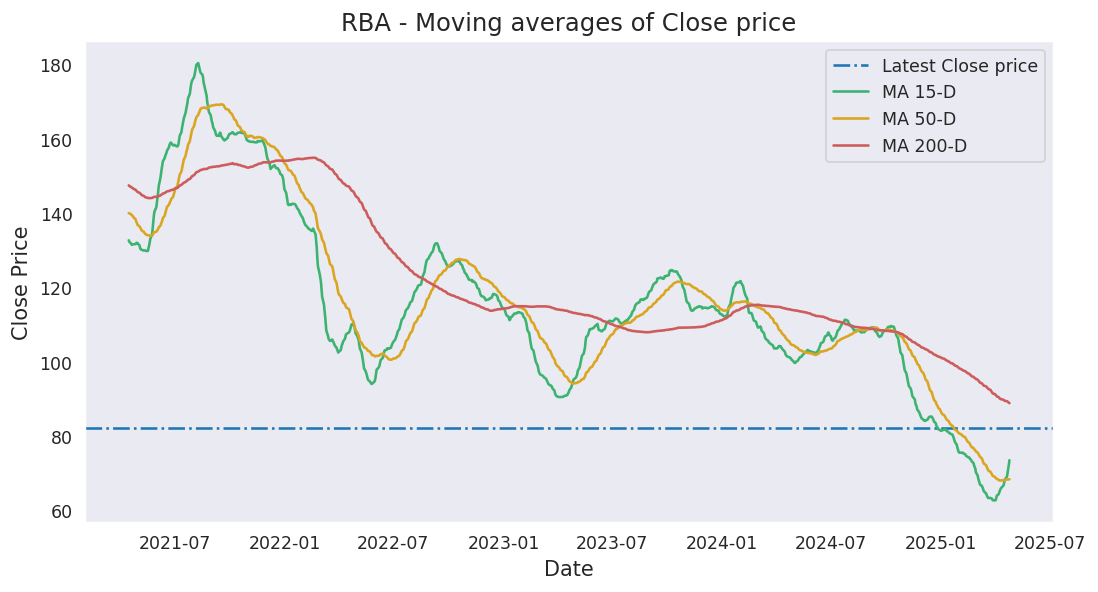 RBA - Moving averages of Close price
Latest Close price
MA 15-D
MA 50-D
MA 200-D
Close Price
180
160
140
120
100
80
60
2021-07 2022-01 2022-07 2023-01 2023-07 2024-01 2024-07 2025-01 2025-07
Date